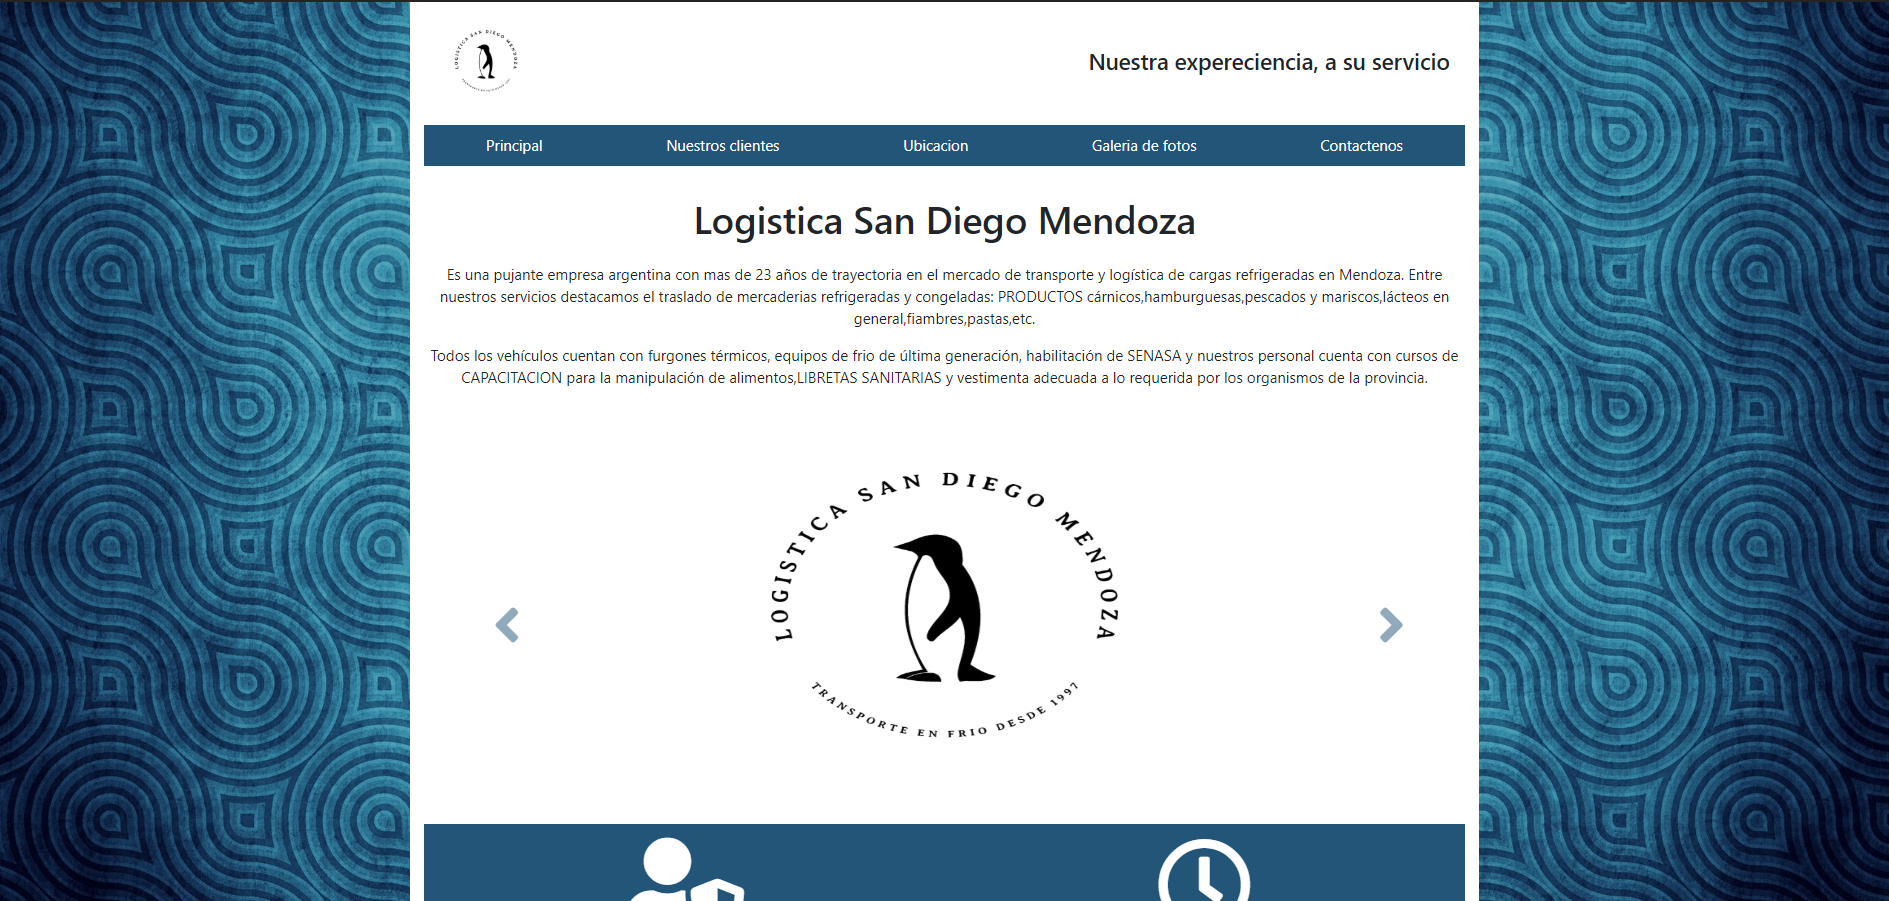 LOGISTICA SAN DIEGO MENDOZA
Nuestra expereciencia, a su servicio
Principal
Nuestros clientes
Ubicacion
Galeria de fotos
Contactenos
Logistica San Diego Mendoza
Es una pujante empresa argentina con mas de 23 años de trayectoria en el mercado de transporte y logística de cargas refrigeradas en Mendoza. Entre
nuestros servicios destacamos el traslado de mercaderias refrigeradas y congeladas: PRODUCTOS cárnicos,hamburguesas,pescados y mariscos,lácteos en
general,fiambres,pastas,etc.
Todos los vehículos cuentan con furgones térmicos, equipos de frio de última generación, habilitación de SENASA y nuestros personal cuenta con cursos de
CAPACITACION para la manipulación de alimentos,LIBRETAS SANITARIAS y vestimenta adecuada a lo requerida por los organismos de la provincia.
LOGISTICA SAN DIEGO MENDOZA
TRANSPORTE EN FRIO DESDE 1997